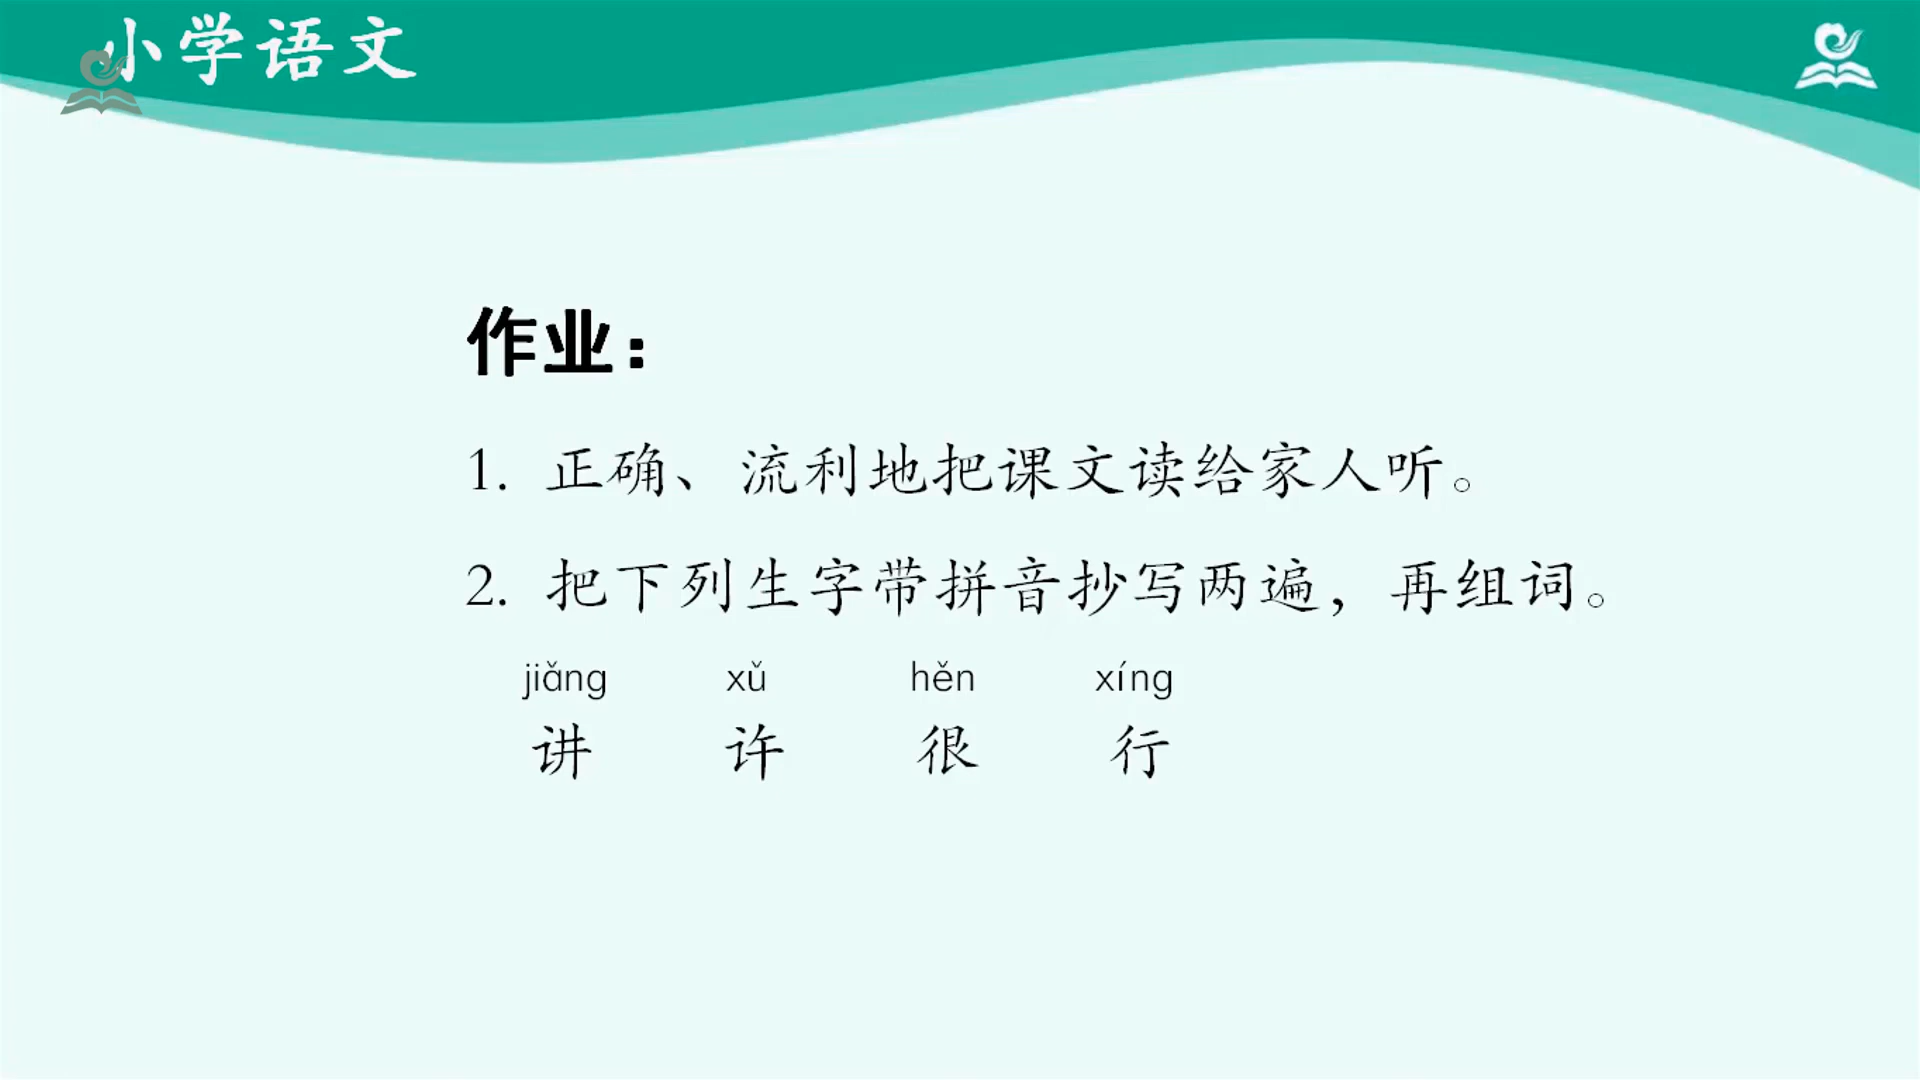 小学语文
作业：
1. 正确、流利地把课文读给家人听。
2. 把下列生字带拼音抄写两遍，再组词。
jiǎng xǔ hěn xíng
讲 许 很 行